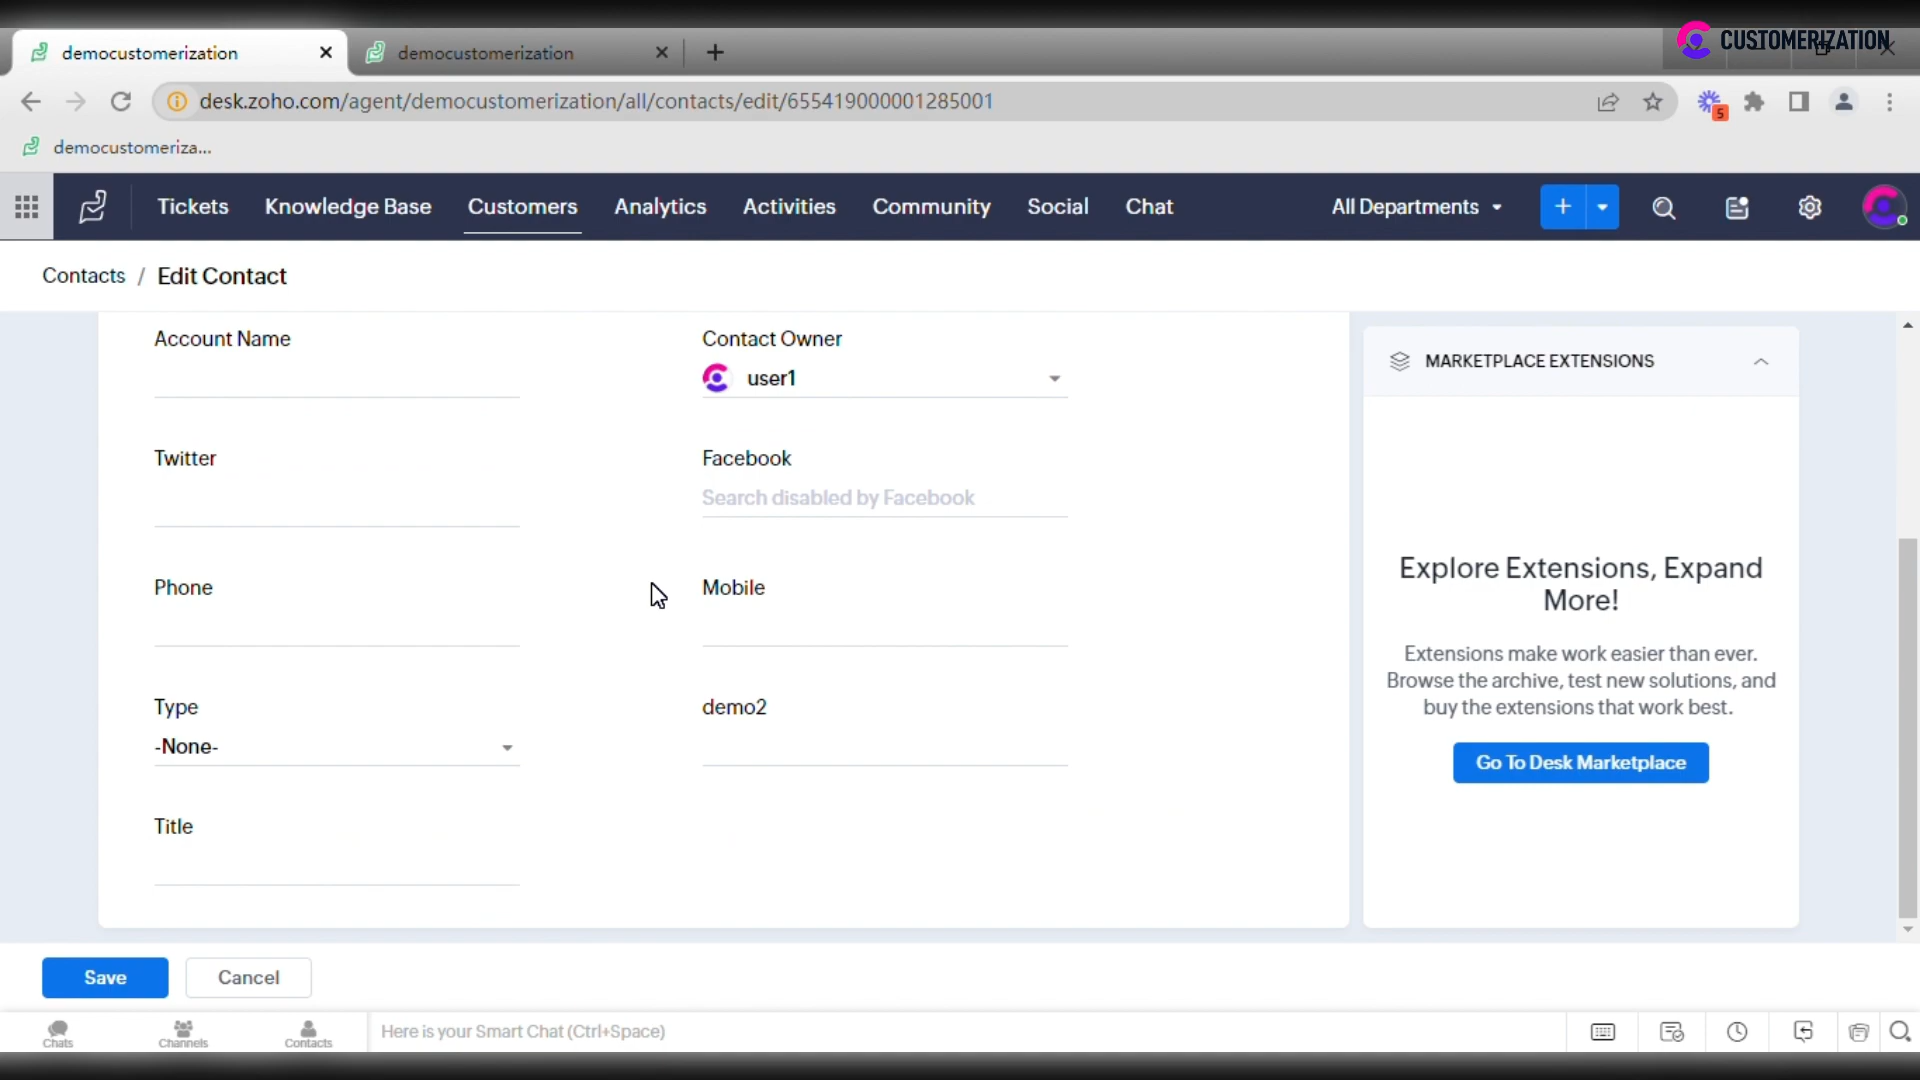 democustomerization
democustomerization
CUSTOMERIZATION
desk.zoho.com/agent/democustomerization/all/contacts/edit/655419000001285001
5
democustomeriza...
Tickets
Knowledge Base
Customers
Analytics
Activities
Community
Social
Chat
All Departments
Contacts / Edit Contact
Account Name
Contact Owner
user1
Twitter
Facebook
Search disabled by Facebook
Phone
Mobile
Type
-None-
demo2
Title
MARKETPLACE EXTENSIONS
Explore Extensions, Expand
More!
Extensions make work easier than ever.
Browse the archive, test new solutions, and
buy the extensions that work best.
Go To Desk Marketplace
Save
Cancel
Chats
Channels
Contacts
Here is your Smart Chat (Ctrl+Space)